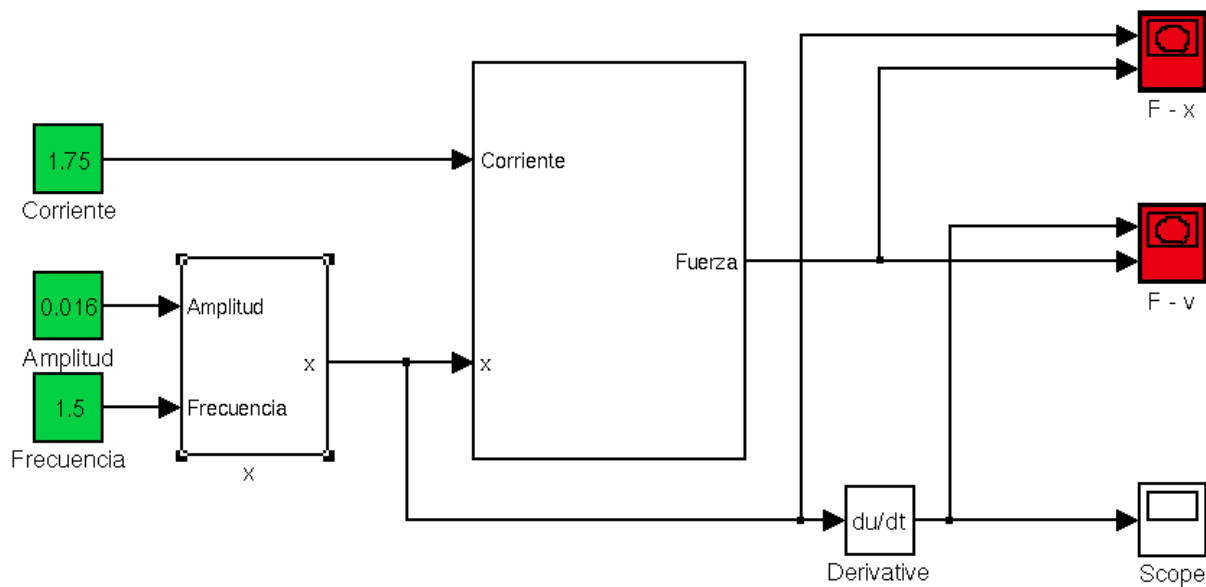 F - x
1.75
Corriente
Corriente
Fuerza
x
F - v
0.016
Amplitud
1.5
Frecuencia
Amplitud
x
Frecuencia
x
du/dt
Derivative
Scope